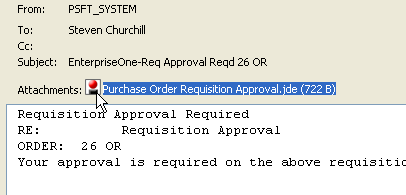 From: PSFT_SYSTEM
To: Steven Churchill
Cc:
Subject: EnterpriseOne-Req Approval Reqd 26 OR
Attachments: Purchase Order Requisition Approval.jde (722 B)
Requisition Approval Required
RE: Requisition Approval
ORDER: 26 OR
Your approval is required on the above requisitio